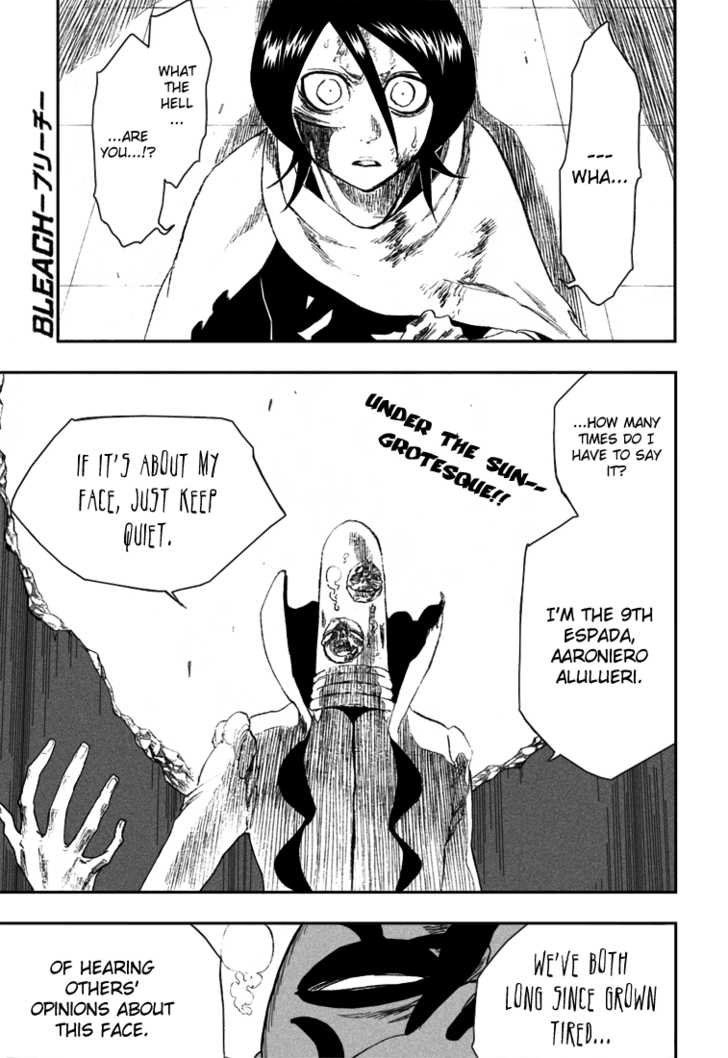 ---
WHA...
WHAT
THE
HELL
...
...ARE
YOU...!?
BLEACH—ブリーチ—
...HOW MANY
TIMES DO I
HAVE TO SAY
IT?
UNDER THE SUN--
GROTESQUE!!
I'M THE 9TH
ESPADA,
AARONIERO
ALULUERI.
IF IT'S ABOUT MY
FACE, JUST KEEP
QUIET.
WE'VE BOTH
LONG SINCE GROWN
TIRED...
OF HEARING
OTHERS'
OPINIONS ABOUT
THIS FACE.